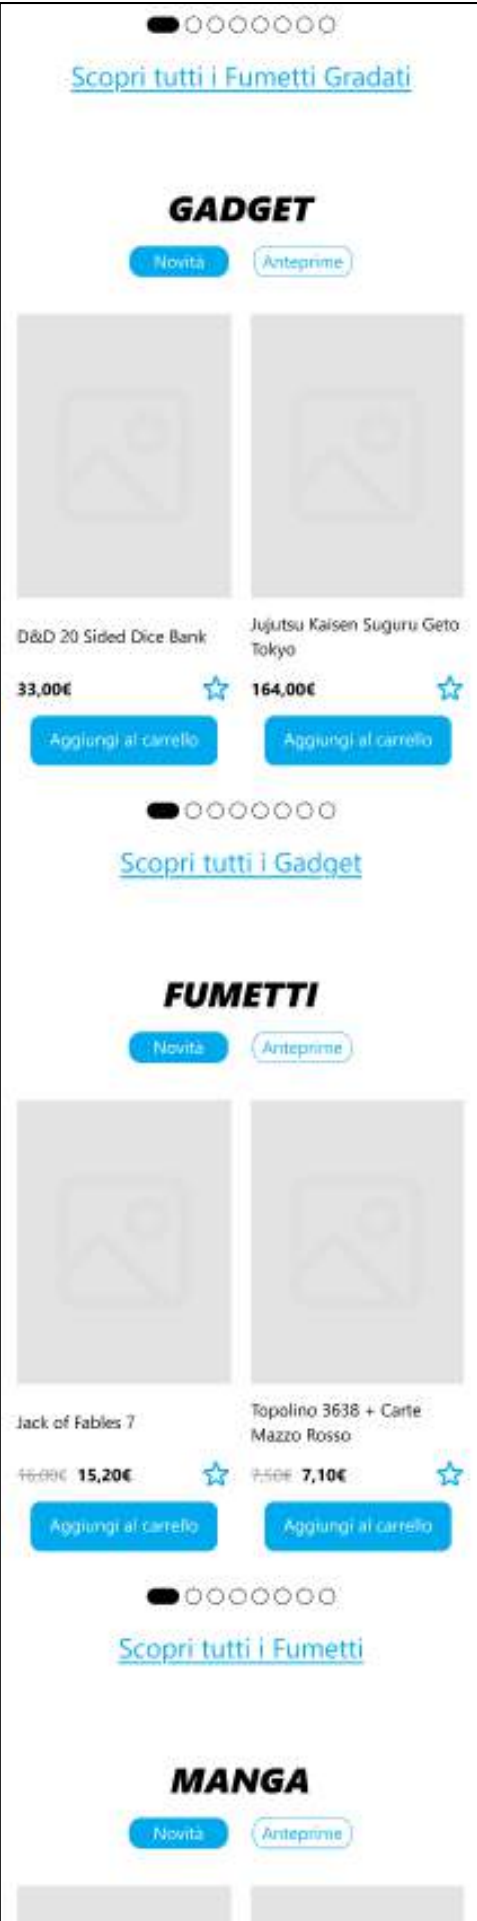 Scopri tutti i Fumetti Gradati
GADGET
Novità Anteprime
D&D 20 Sided Dice Bank
Jujutsu Kaisen Suguru Geto
Tokyo
33,00€
164,00€
Aggiungi al carrello
Aggiungi al carrello
Scopri tutti i Gadget
FUMETTI
Novità Anteprime
Jack of Fables 7
Topolino 3638 + Carte
Mazzo Rosso
16,00€ 15,20€
7,50€ 7,10€
Aggiungi al carrello
Aggiungi al carrello
Scopri tutti i Fumetti
MANGA
Novità Anteprime